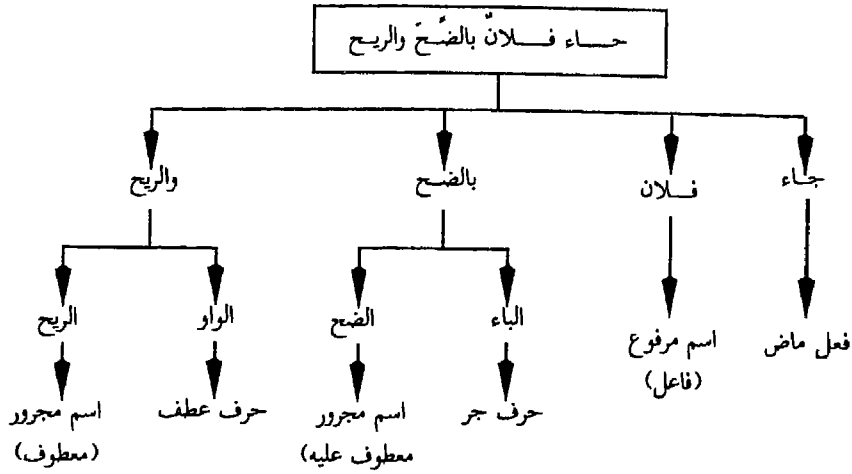 حاء فلانٌ بالضَّحَ والريح
جاء
فلان
بالضح
والريح
الباء
الضح
الواو
الريح
فعل ماض
اسم مرفوع
(فاعل)
حرف جر
اسم مجرور
معطوف عليه)
حرف عطف
اسم مجرور
(معطوف)